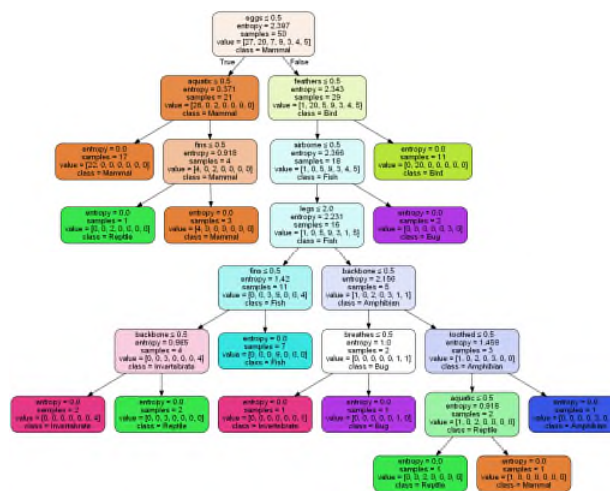 eggs ≤ 0.5
entropy = 2.397
samples = 50
value = [27, 20, 7, 9, 3, 4, 5]
class = Mammal
True
False
aquatic ≤ 0.5
entropy = 0.371
samples = 21
value = [26, 0, 2, 0, 0, 0, 0]
class = Mammal
feathers ≤ 0.5
entropy = 2.343
samples = 29
value = [1, 20, 5, 9, 3, 4, 5]
class = Bird
entropy = 0.0
samples = 17
value = [22, 0, 0, 0, 0, 0, 0]
class = Mammal
fins ≤ 0.5
entropy = 0.918
samples = 4
value = [4, 0, 2, 0, 0, 0, 0]
class = Mammal
airborne ≤ 0.5
entropy = 2.366
samples = 18
value = [1, 0, 5, 9, 3, 4, 5]
class = Fish
entropy = 0.0
samples = 11
value = [0, 20, 0, 0, 0, 0, 0]
class = Bird
entropy = 0.0
samples = 1
value = [0, 0, 2, 0, 0, 0, 0]
class = Reptile
entropy = 0.0
samples = 3
value = [4, 0, 0, 0, 0, 0, 0]
class = Mammal
legs ≤ 2.0
entropy = 2.231
samples = 16
value = [1, 0, 5, 9, 3, 1, 5]
class = Fish
entropy = 0.0
samples = 2
value = [0, 0, 0, 0, 0, 3, 0]
class = Bug
fins ≤ 0.5
entropy = 1.42
samples = 11
value = [0, 0, 3, 9, 0, 0, 4]
class = Fish
backbone ≤ 0.5
entropy = 2.156
samples = 5
value = [1, 0, 2, 0, 3, 1, 1]
class = Amphibian
backbone ≤ 0.5
entropy = 0.985
samples = 4
value = [0, 0, 3, 0, 0, 0, 4]
class = Invertebrate
entropy = 0.0
samples = 7
value = [0, 0, 0, 9, 0, 0, 0]
class = Fish
breathes ≤ 0.5
entropy = 1.0
samples = 2
value = [0, 0, 0, 0, 0, 1, 1]
class = Bug
toothed ≤ 0.5
entropy = 1.459
samples = 3
value = [1, 0, 2, 0, 3, 0, 0]
class = Amphibian
entropy = 0.0
samples = 2
value = [0, 0, 0, 0, 0, 0, 4]
class = Invertebrate
entropy = 0.0
samples = 2
value = [0, 0, 3, 0, 0, 0, 0]
class = Reptile
entropy = 0.0
samples = 1
value = [0, 0, 0, 0, 0, 0, 1]
class = Invertebrate
entropy = 0.0
samples = 1
value = [0, 0, 0, 0, 0, 1, 0]
class = Bug
aquatic ≤ 0.5
entropy = 0.918
samples = 2
value = [1, 0, 2, 0, 0, 0, 0]
class = Reptile
entropy = 0.0
samples = 1
value = [0, 0, 0, 0, 3, 0, 0]
class = Amphibian
entropy = 0.0
samples = 1
value = [0, 0, 2, 0, 0, 0, 0]
class = Reptile
entropy = 0.0
samples = 1
value = [1, 0, 0, 0, 0, 0, 0]
class = Mammal